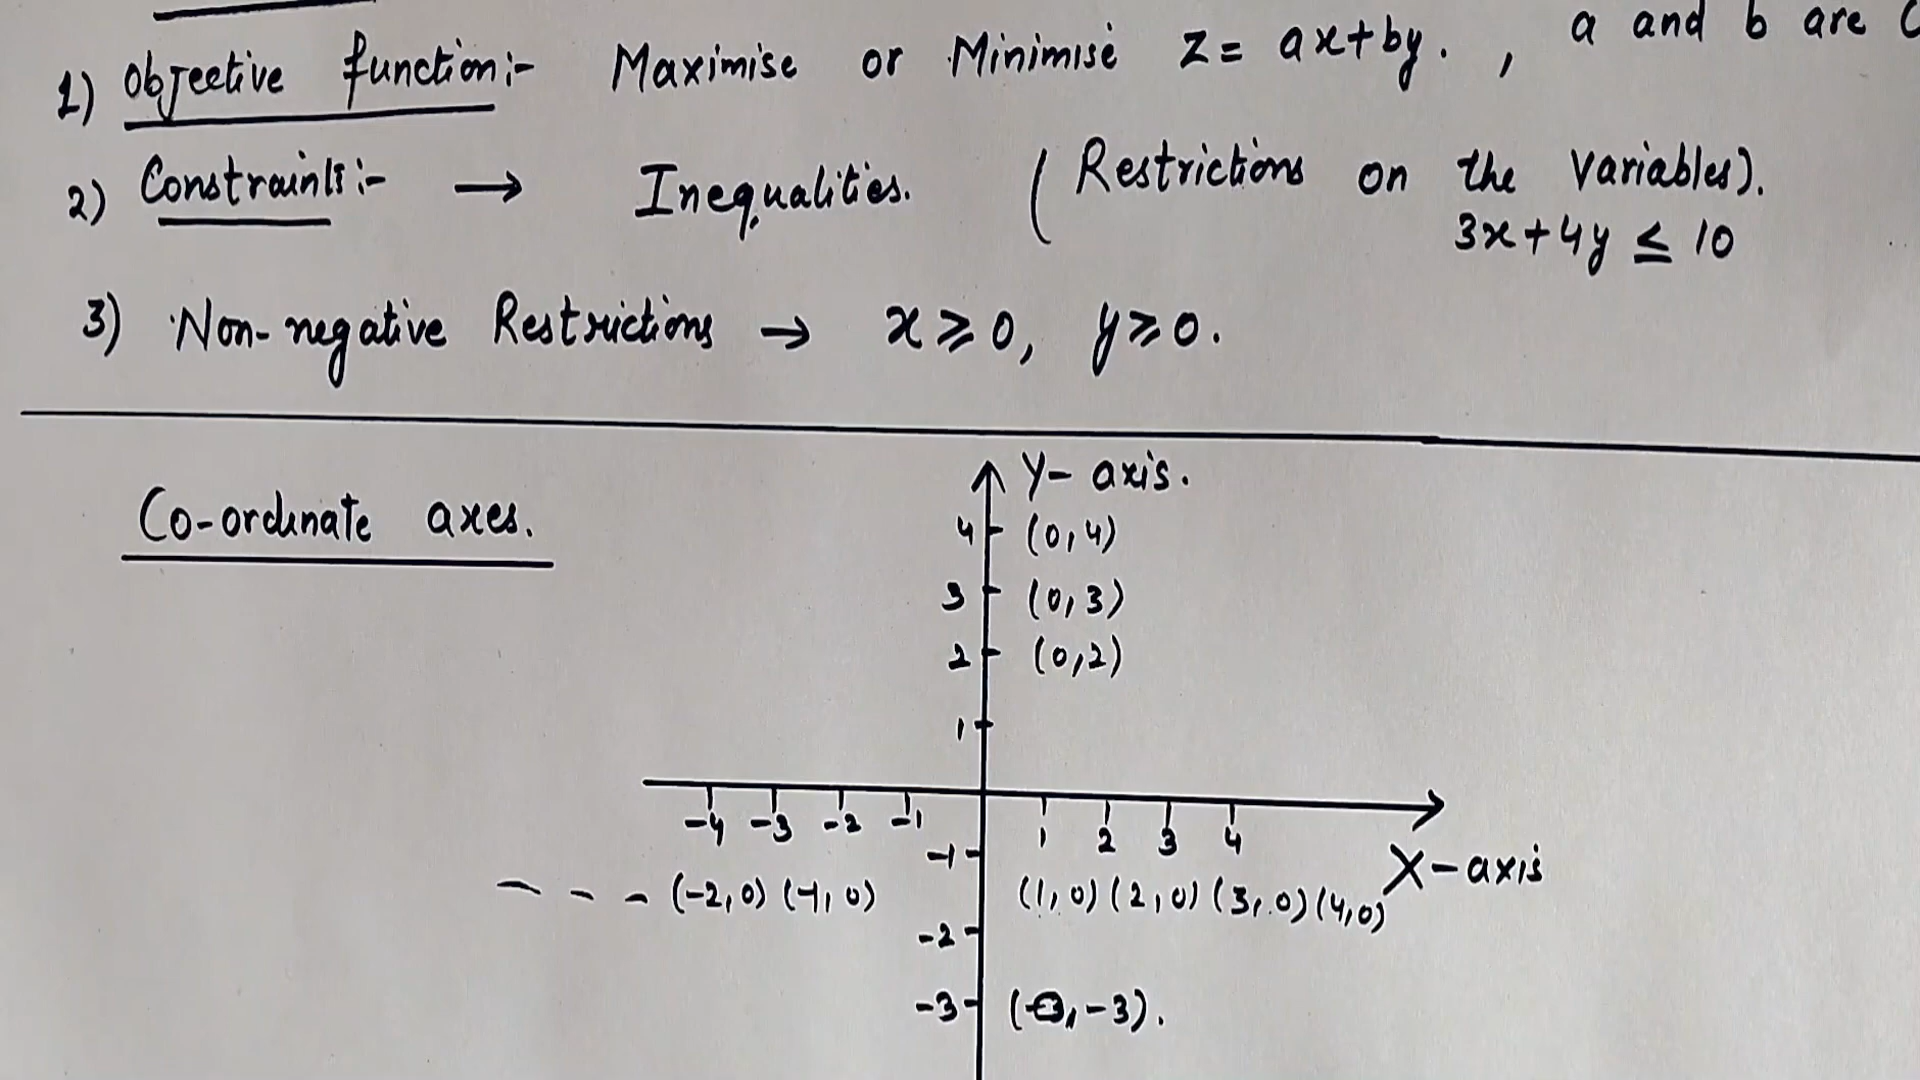 1) Objective function:- Maximise or Minimise Z = ax+by. , a and b are
2) Constraints:- → Inequalities. (Restrictions on the variables).
3x+4y ≤ 10
3) Non-negative Restrictions → x ≥ 0, y ≥ 0.
Co-ordinate axes.
Y-axis.
4 (0,4)
3 (0,3)
2 (0,2)
1
-4 -3 -2 -1 1 2 3 4
X-axis
-1
--- (-2,0) (-1,0) (1,0) (2,0) (3,0) (4,0)
-2
-3 (0,-3).